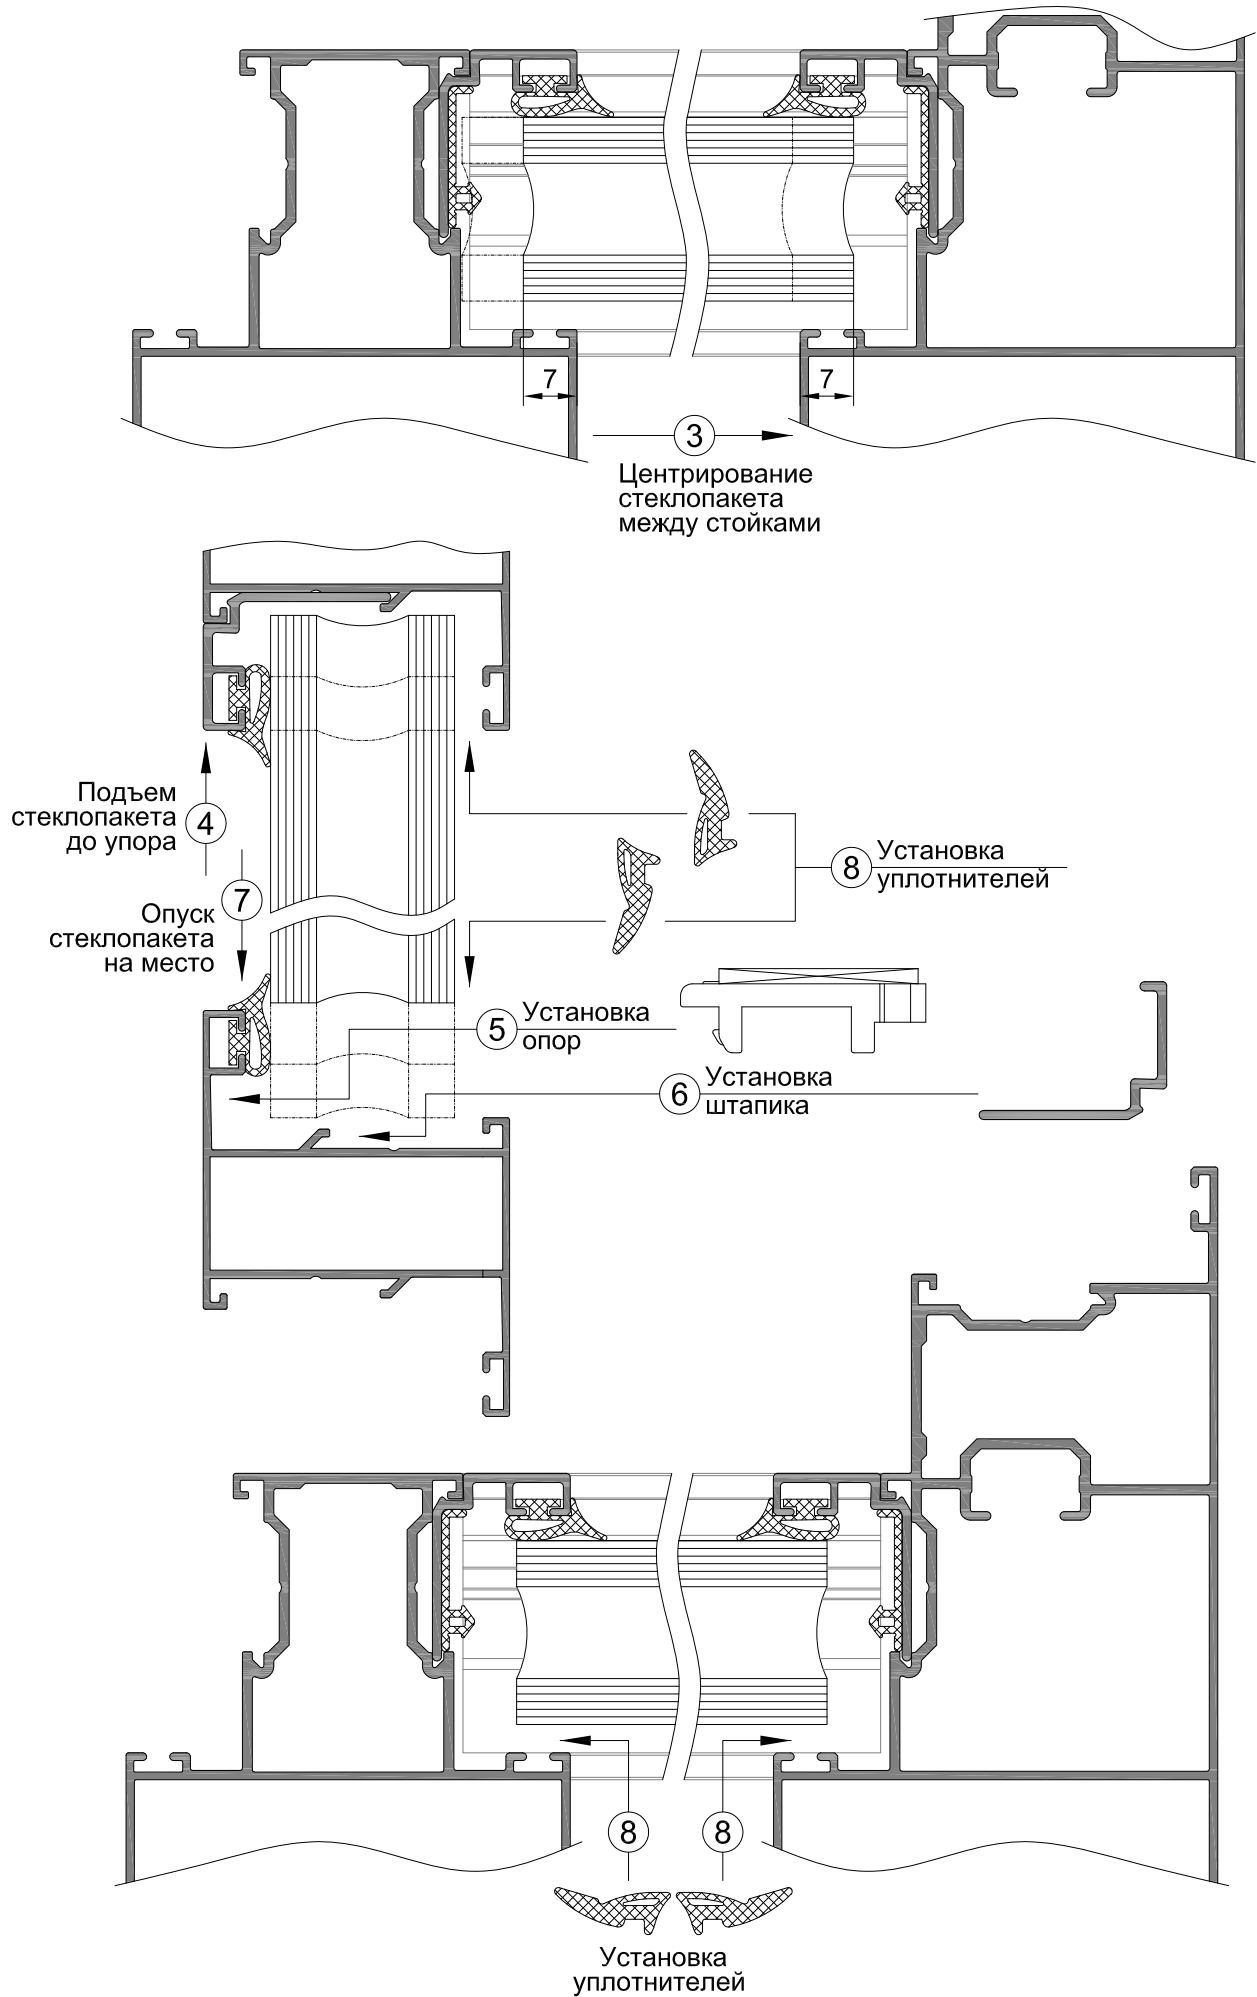 7
7
3
Центрирование
стеклопакета
между стойками
Подъем
стеклопакета
до упора
4
7
Опуск
стеклопакета
на место
8
Установка
уплотнителей
5
Установка
опор
6
Установка
штапика
8
8
Установка
уплотнителей